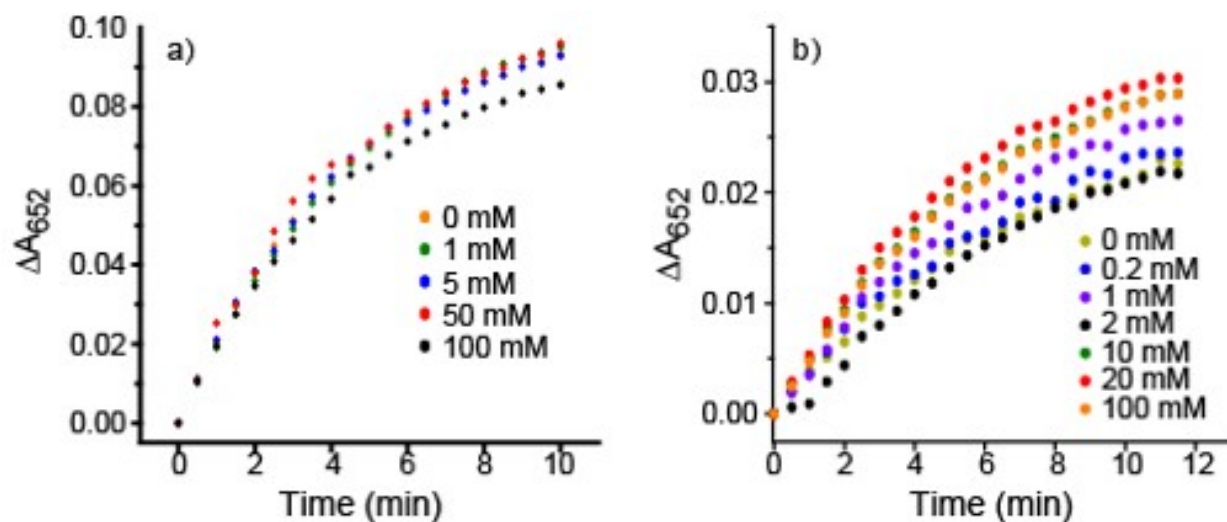 a)
ΔA652
0.10
0.08
0.06
0.04
0.02
0.00
0 mM
1 mM
5 mM
50 mM
100 mM
0 2 4 6 8 10
Time (min)
b)
ΔA652
0.03
0.02
0.01
0.00
0 mM
0.2 mM
1 mM
2 mM
10 mM
20 mM
100 mM
0 2 4 6 8 10 12
Time (min)